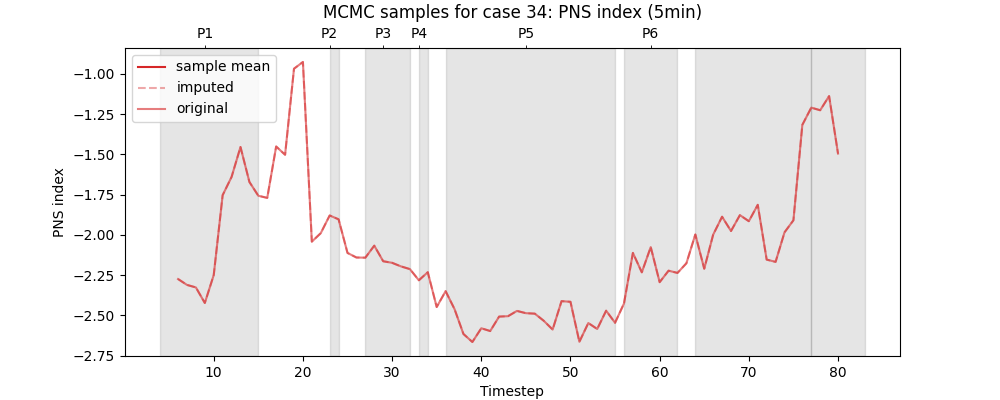 MCMC samples for case 34: PNS index (5min)
P1 P2 P3 P4 P5 P6
sample mean
imputed
original
−1.00
−1.25
−1.50
−1.75
−2.00
−2.25
−2.50
−2.75
PNS index
10 20 30 40 50 60 70 80
Timestep